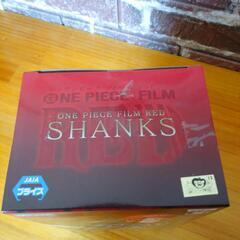 ONE PIECE FILM
RED
ONE PIECE FILM RED
SHANKS
JAIA
プライズ